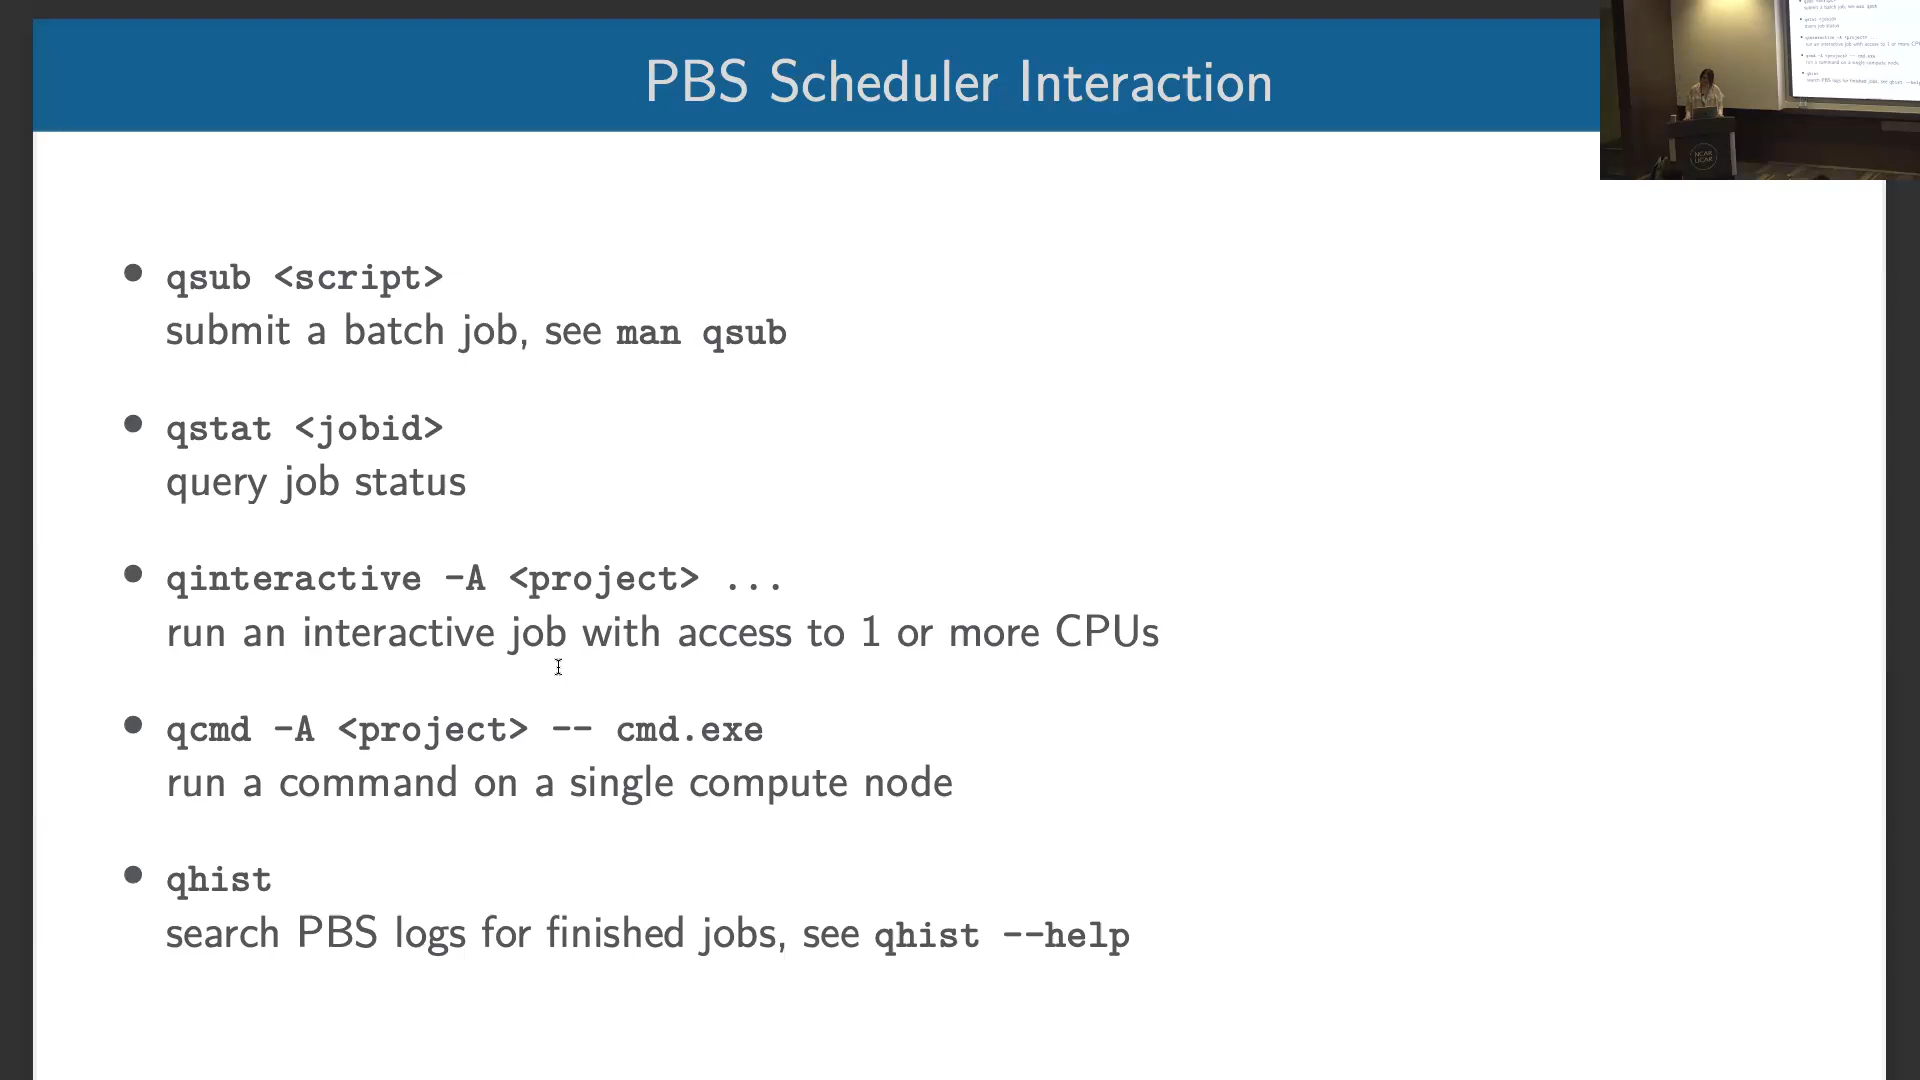 PBS Scheduler Interaction
• qsub <script>
submit a batch job, see man qsub
• qstat <jobid>
query job status
• qinteractive -A <project> ...
run an interactive job with access to 1 or more CPUs
• qcmd -A <project> -- cmd.exe
run a command on a single compute node
• qhist
search PBS logs for finished jobs, see qhist --help
NCAR
UCAR